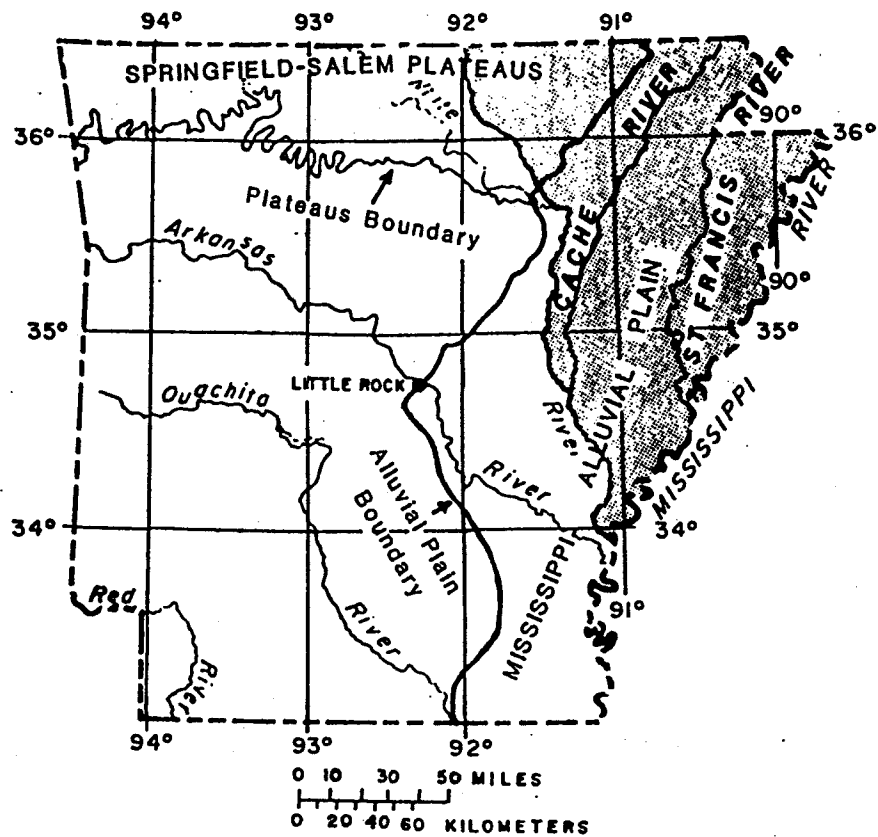 94° 93° 92° 91°
SPRINGFIELD-SALEM PLATEAUS
RIVER
RIVER
90°
36° 36°
Plateaus Boundary
RIVER
Arkansas
CACHE
ST FRANCIS
90°
35° 35°
LITTLE ROCK
Ouachita
River
ALLUVIAL PLAIN
MISSISSIPPI
Alluvial Plain
Boundary
River
34° 34°
MISSISSIPPI
Red
River
River
91°
94° 93° 92°
0 10 30 50 MILES
0 20 40 60 KILOMETERS